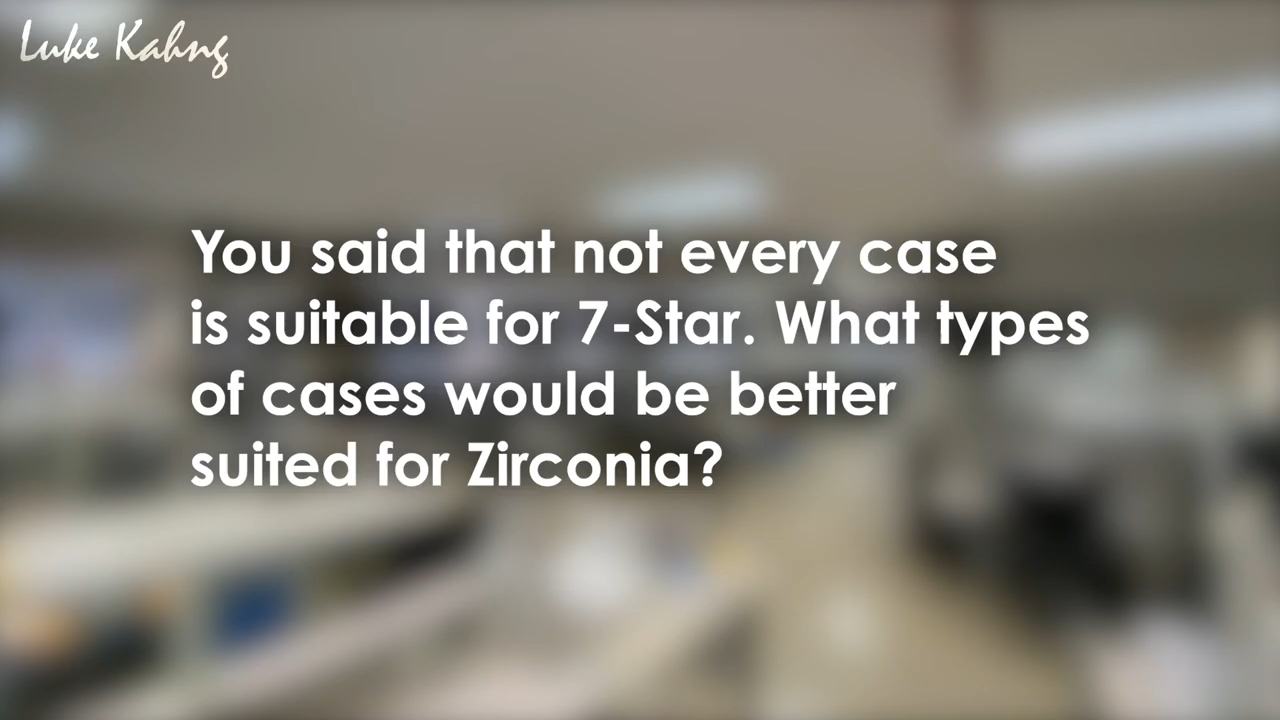 Luke Kahng
You said that not every case
is suitable for 7-Star. What types
of cases would be better
suited for Zirconia?